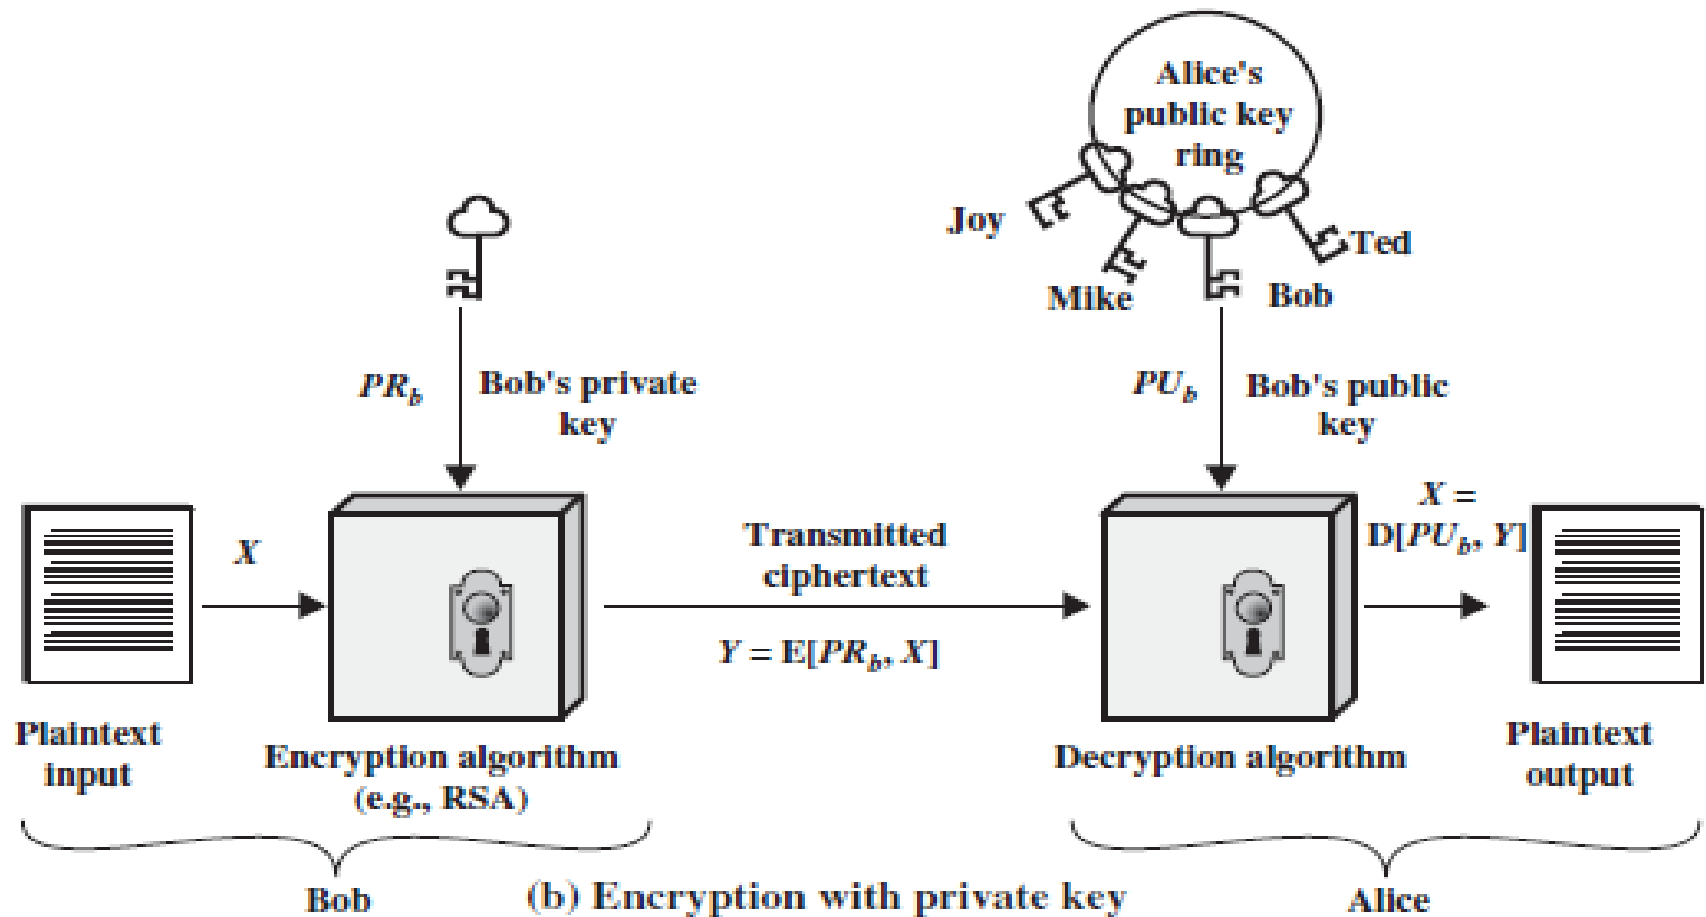 Alice's
public key
ring
Joy
Mike
Bob
Ted
PR_b
Bob's private
key
PU_b
Bob's public
key
X
Transmitted
ciphertext
Y = E[PR_b, X]
X =
D[PU_b, Y]
Plaintext
input
Encryption algorithm
(e.g., RSA)
Decryption algorithm
Plaintext
output
Bob
(b) Encryption with private key
Alice